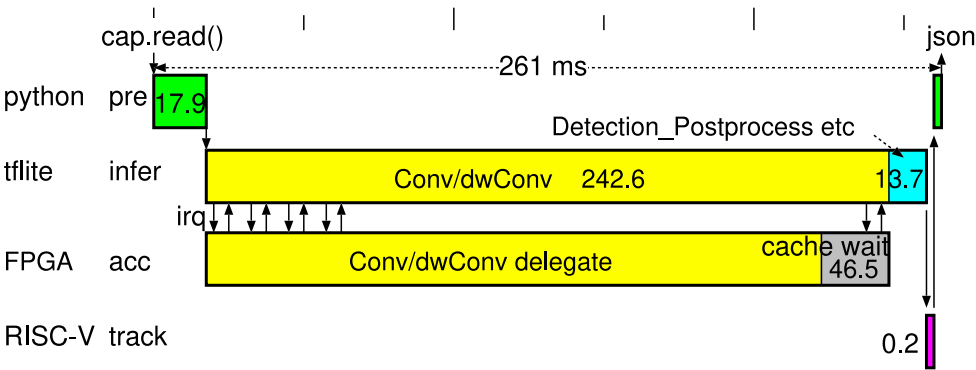 cap.read()
json
261 ms
python pre 17.9
Detection_Postprocess etc
tflite infer Conv/dwConv 242.6 13.7
irq
cache wait
FPGA acc Conv/dwConv delegate 46.5
RISC-V track 0.2